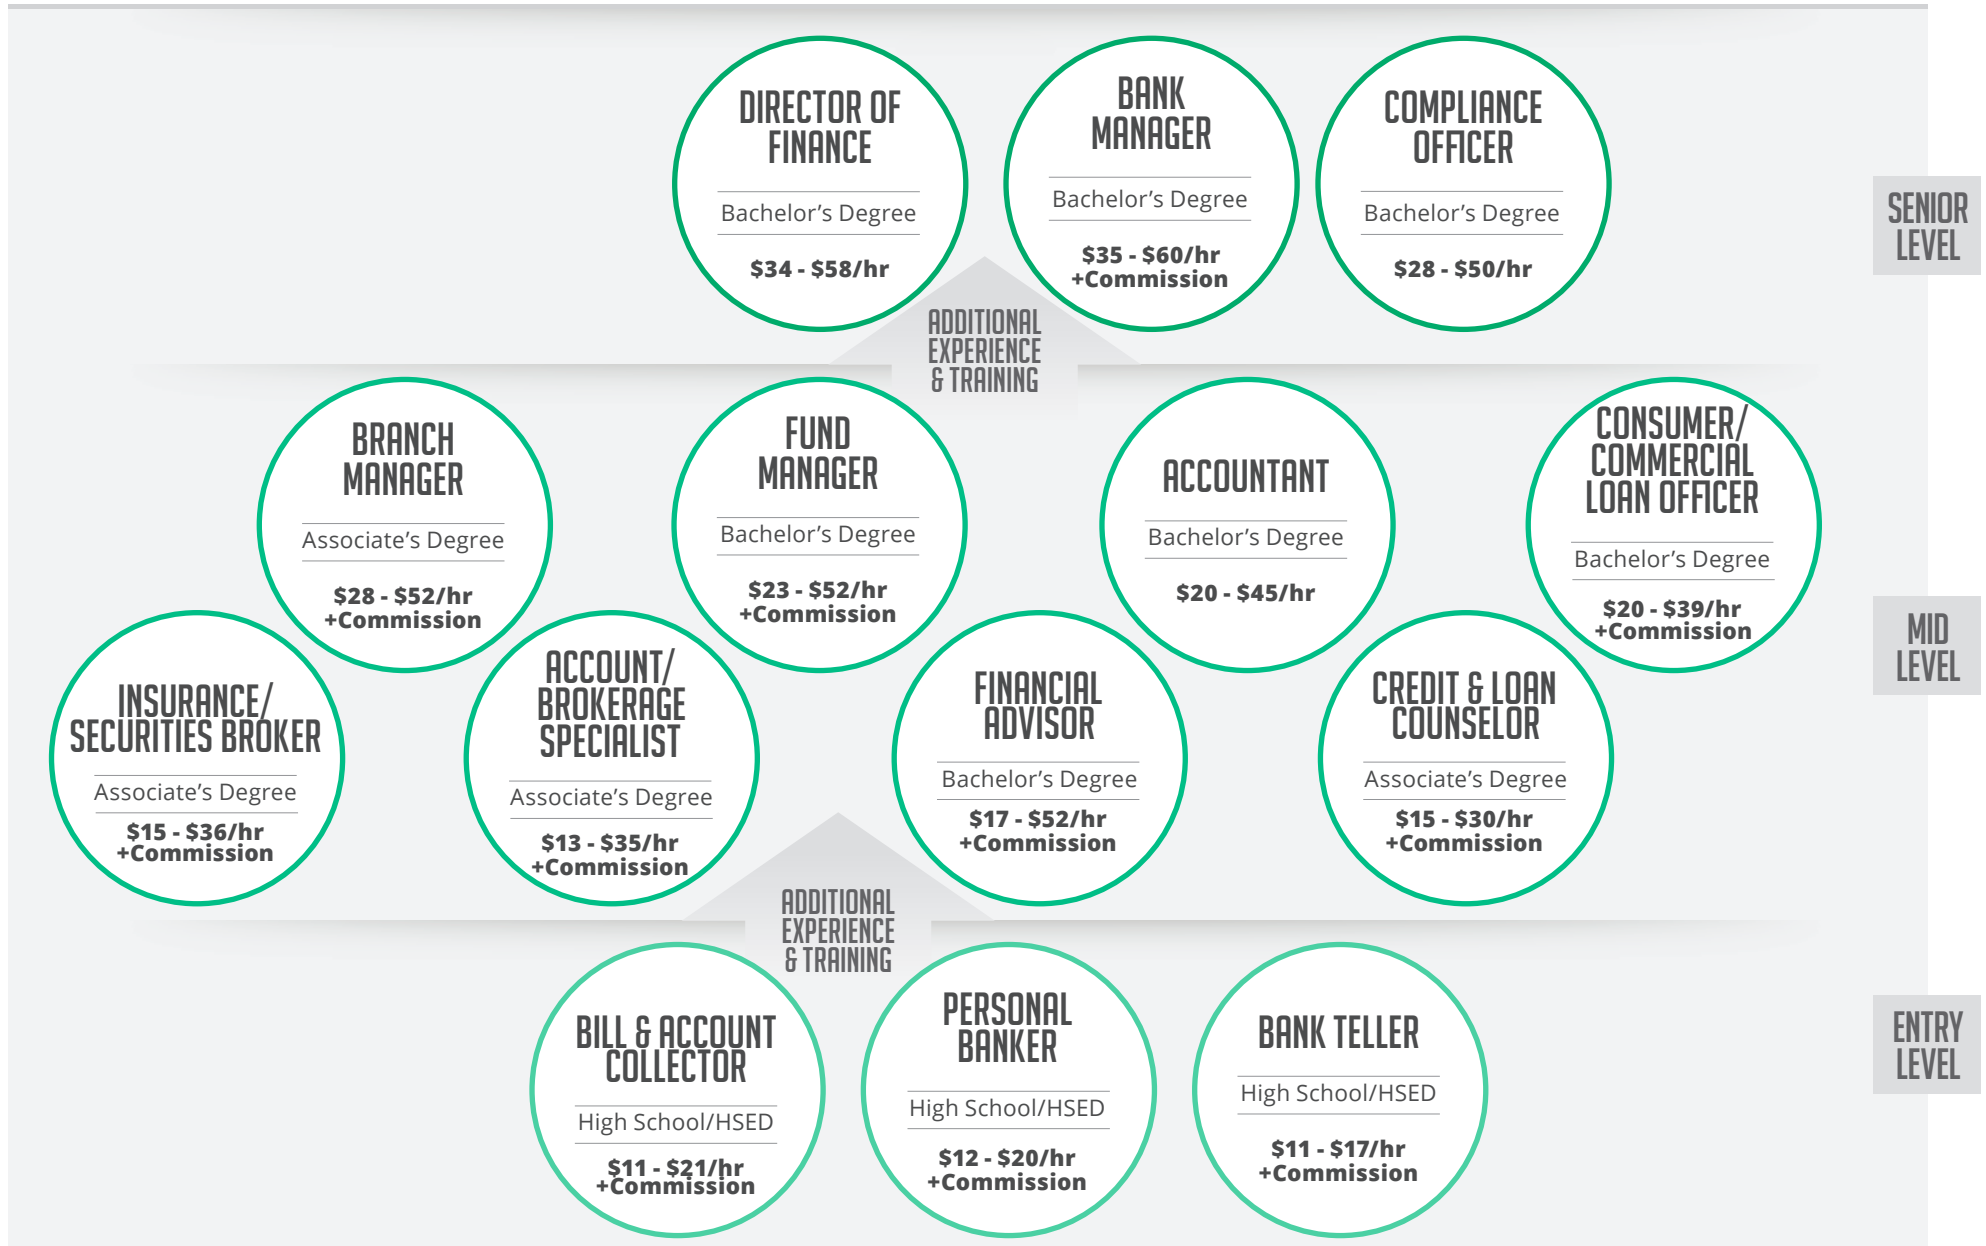 DIRECTOR OF
FINANCE
Bachelor's Degree
$34 - $58/hr
BANK
MANAGER
Bachelor's Degree
$35 - $60/hr
+Commission
COMPLIANCE
OFFICER
Bachelor's Degree
$28 - $50/hr
SENIOR
LEVEL
ADDITIONAL
EXPERIENCE
& TRAINING
BRANCH
MANAGER
Associate's Degree
$28 - $52/hr
+Commission
FUND
MANAGER
Bachelor's Degree
$23 - $52/hr
+Commission
ACCOUNTANT
Bachelor's Degree
$20 - $45/hr
CONSUMER/
COMMERCIAL
LOAN OFFICER
Bachelor's Degree
$20 - $39/hr
+Commission
MID
LEVEL
INSURANCE/
SECURITIES BROKER
Associate's Degree
$15 - $36/hr
+Commission
ACCOUNT/
BROKERAGE
SPECIALIST
Associate's Degree
$13 - $35/hr
+Commission
FINANCIAL
ADVISOR
Bachelor's Degree
$17 - $52/hr
+Commission
CREDIT & LOAN
COUNSELOR
Associate's Degree
$15 - $30/hr
+Commission
ADDITIONAL
EXPERIENCE
& TRAINING
BILL & ACCOUNT
COLLECTOR
High School/HSED
$11 - $21/hr
+Commission
PERSONAL
BANKER
High School/HSED
$12 - $20/hr
+Commission
BANK TELLER
High School/HSED
$11 - $17/hr
+Commission
ENTRY
LEVEL